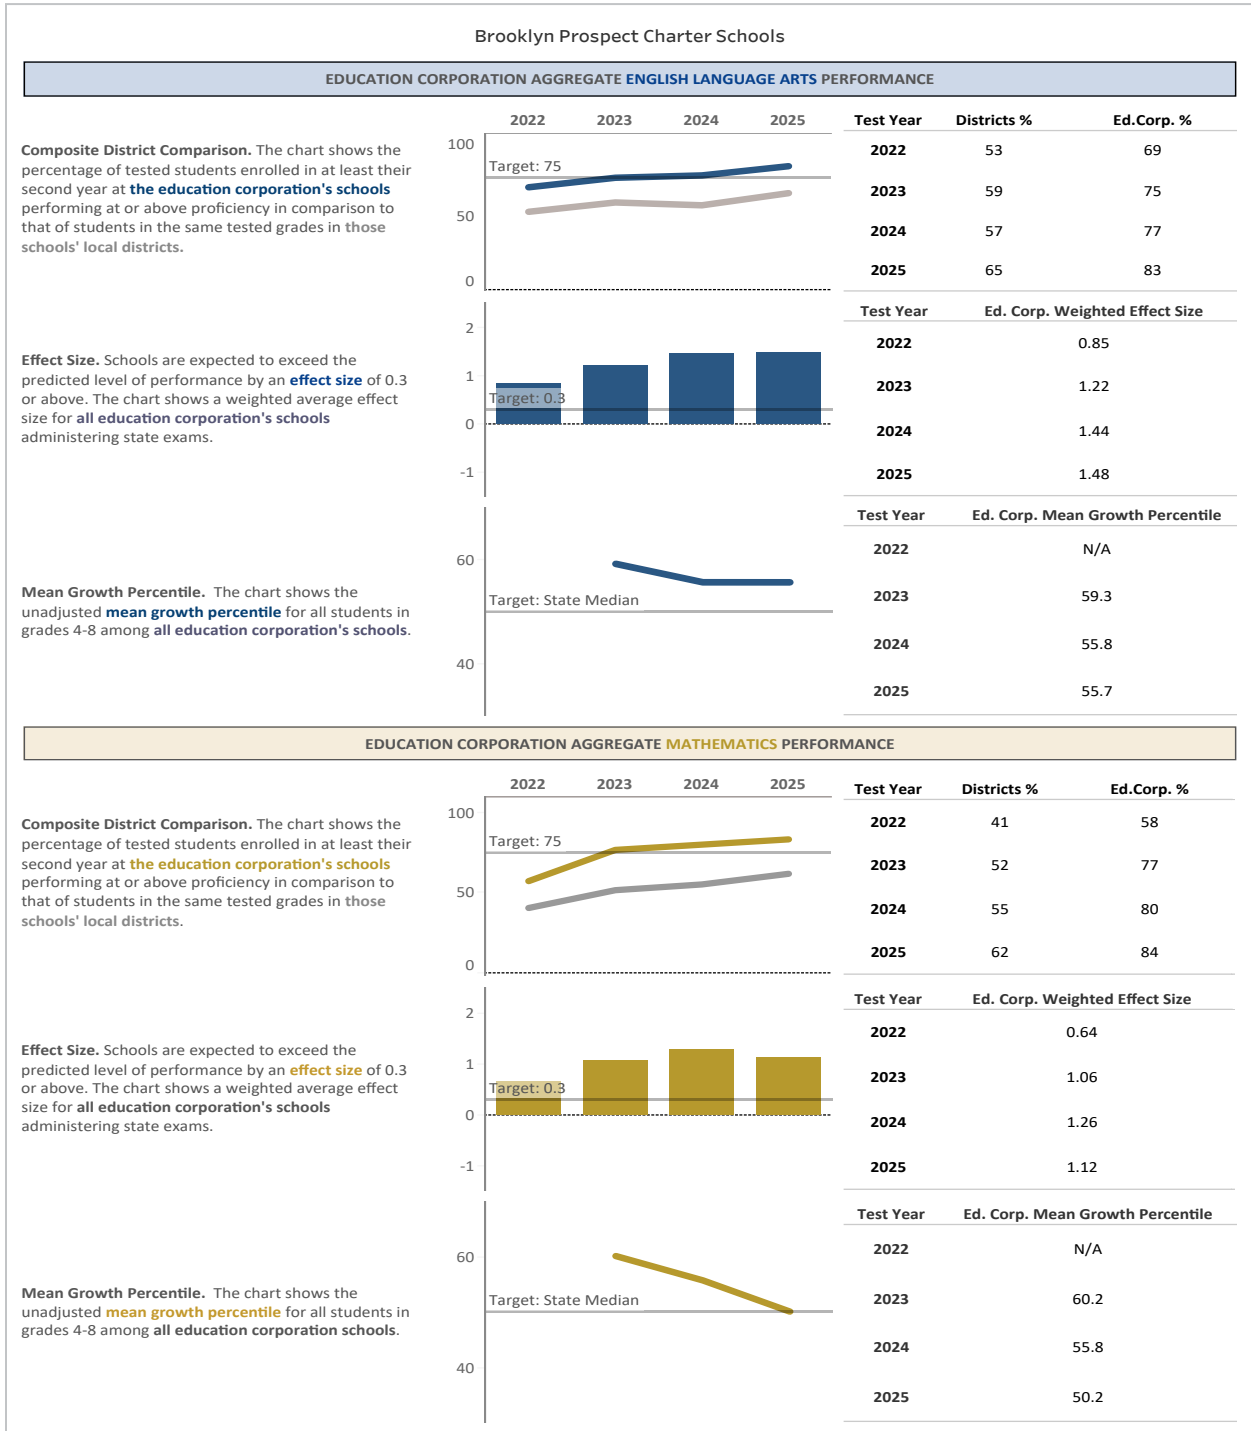 Brooklyn Prospect Charter Schools
EDUCATION CORPORATION AGGREGATE ENGLISH LANGUAGE ARTS PERFORMANCE
Composite District Comparison. The chart shows the
percentage of tested students enrolled in at least their
second year at the education corporation's schools
performing at or above proficiency in comparison to
that of students in the same tested grades in those
schools' local districts.
2022 2023 2024 2025
100
Target: 75
50
0
Test Year Districts % Ed.Corp. %
2022 53 69
2023 59 75
2024 57 77
2025 65 83
Effect Size. Schools are expected to exceed the
predicted level of performance by an effect size of 0.3
or above. The chart shows a weighted average effect
size for all education corporation's schools
administering state exams.
2
1
Target: 0.3
0
-1
Test Year Ed. Corp. Weighted Effect Size
2022 0.85
2023 1.22
2024 1.44
2025 1.48
Mean Growth Percentile. The chart shows the
unadjusted mean growth percentile for all students in
grades 4-8 among all education corporation's schools.
60
Target: State Median
40
Test Year Ed. Corp. Mean Growth Percentile
2022 N/A
2023 59.3
2024 55.8
2025 55.7
EDUCATION CORPORATION AGGREGATE MATHEMATICS PERFORMANCE
Composite District Comparison. The chart shows the
percentage of tested students enrolled in at least their
second year at the education corporation's schools
performing at or above proficiency in comparison to
that of students in the same tested grades in those
schools' local districts.
2022 2023 2024 2025
100
Target: 75
50
0
Test Year Districts % Ed.Corp. %
2022 41 58
2023 52 77
2024 55 80
2025 62 84
Effect Size. Schools are expected to exceed the
predicted level of performance by an effect size of 0.3
or above. The chart shows a weighted average effect
size for all education corporation's schools
administering state exams.
2
1
Target: 0.3
0
-1
Test Year Ed. Corp. Weighted Effect Size
2022 0.64
2023 1.06
2024 1.26
2025 1.12
Mean Growth Percentile. The chart shows the
unadjusted mean growth percentile for all students in
grades 4-8 among all education corporation schools.
60
Target: State Median
40
Test Year Ed. Corp. Mean Growth Percentile
2022 N/A
2023 60.2
2024 55.8
2025 50.2